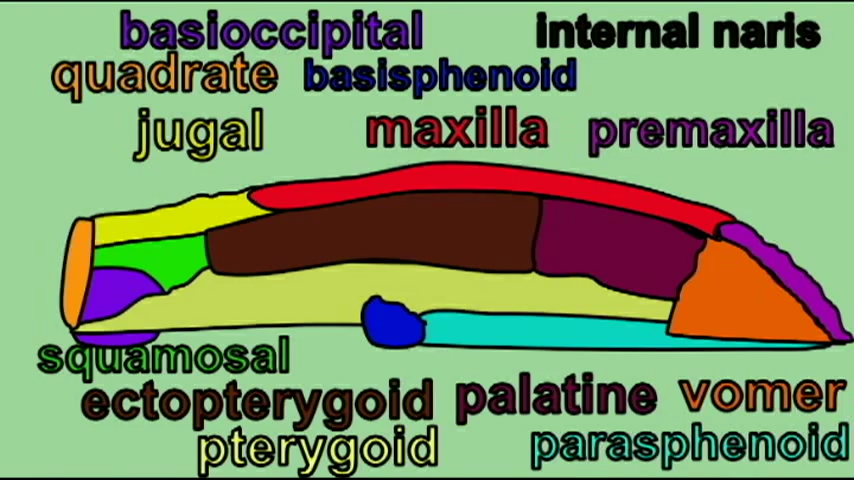 basioccipital internal naris
quadrate basisphenoid
jugal maxilla premaxilla
squamosal
ectopterygoid palatine vomer
pterygoid parasphenoid